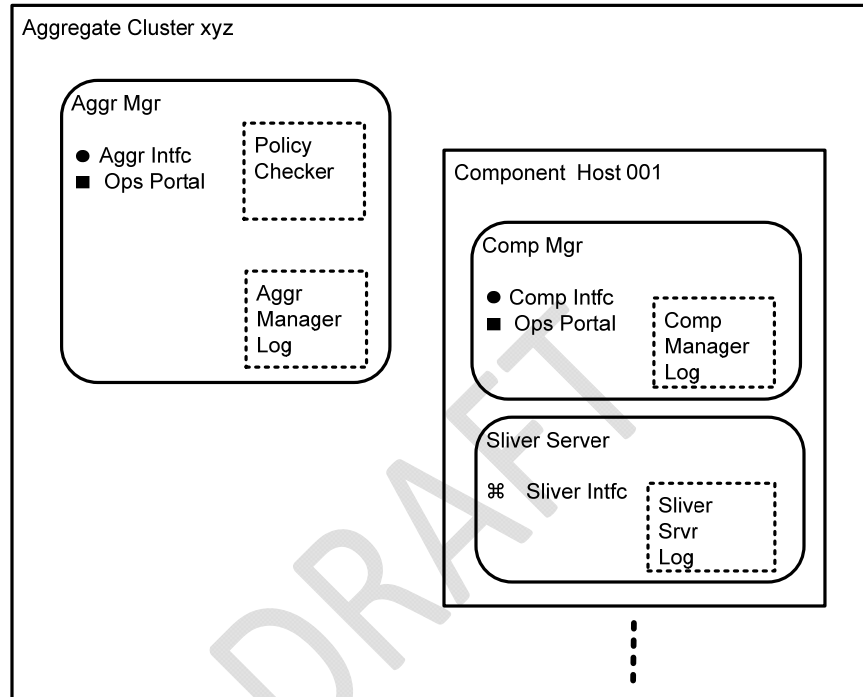 Aggregate Cluster xyz
Aggr Mgr
● Aggr Intfc
■ Ops Portal
Policy
Checker
Aggr
Manager
Log
Component Host 001
Comp Mgr
● Comp Intfc
■ Ops Portal
Comp
Manager
Log
Sliver Server
⌘ Sliver Intfc
Sliver
Srvr
Log
DRAFT